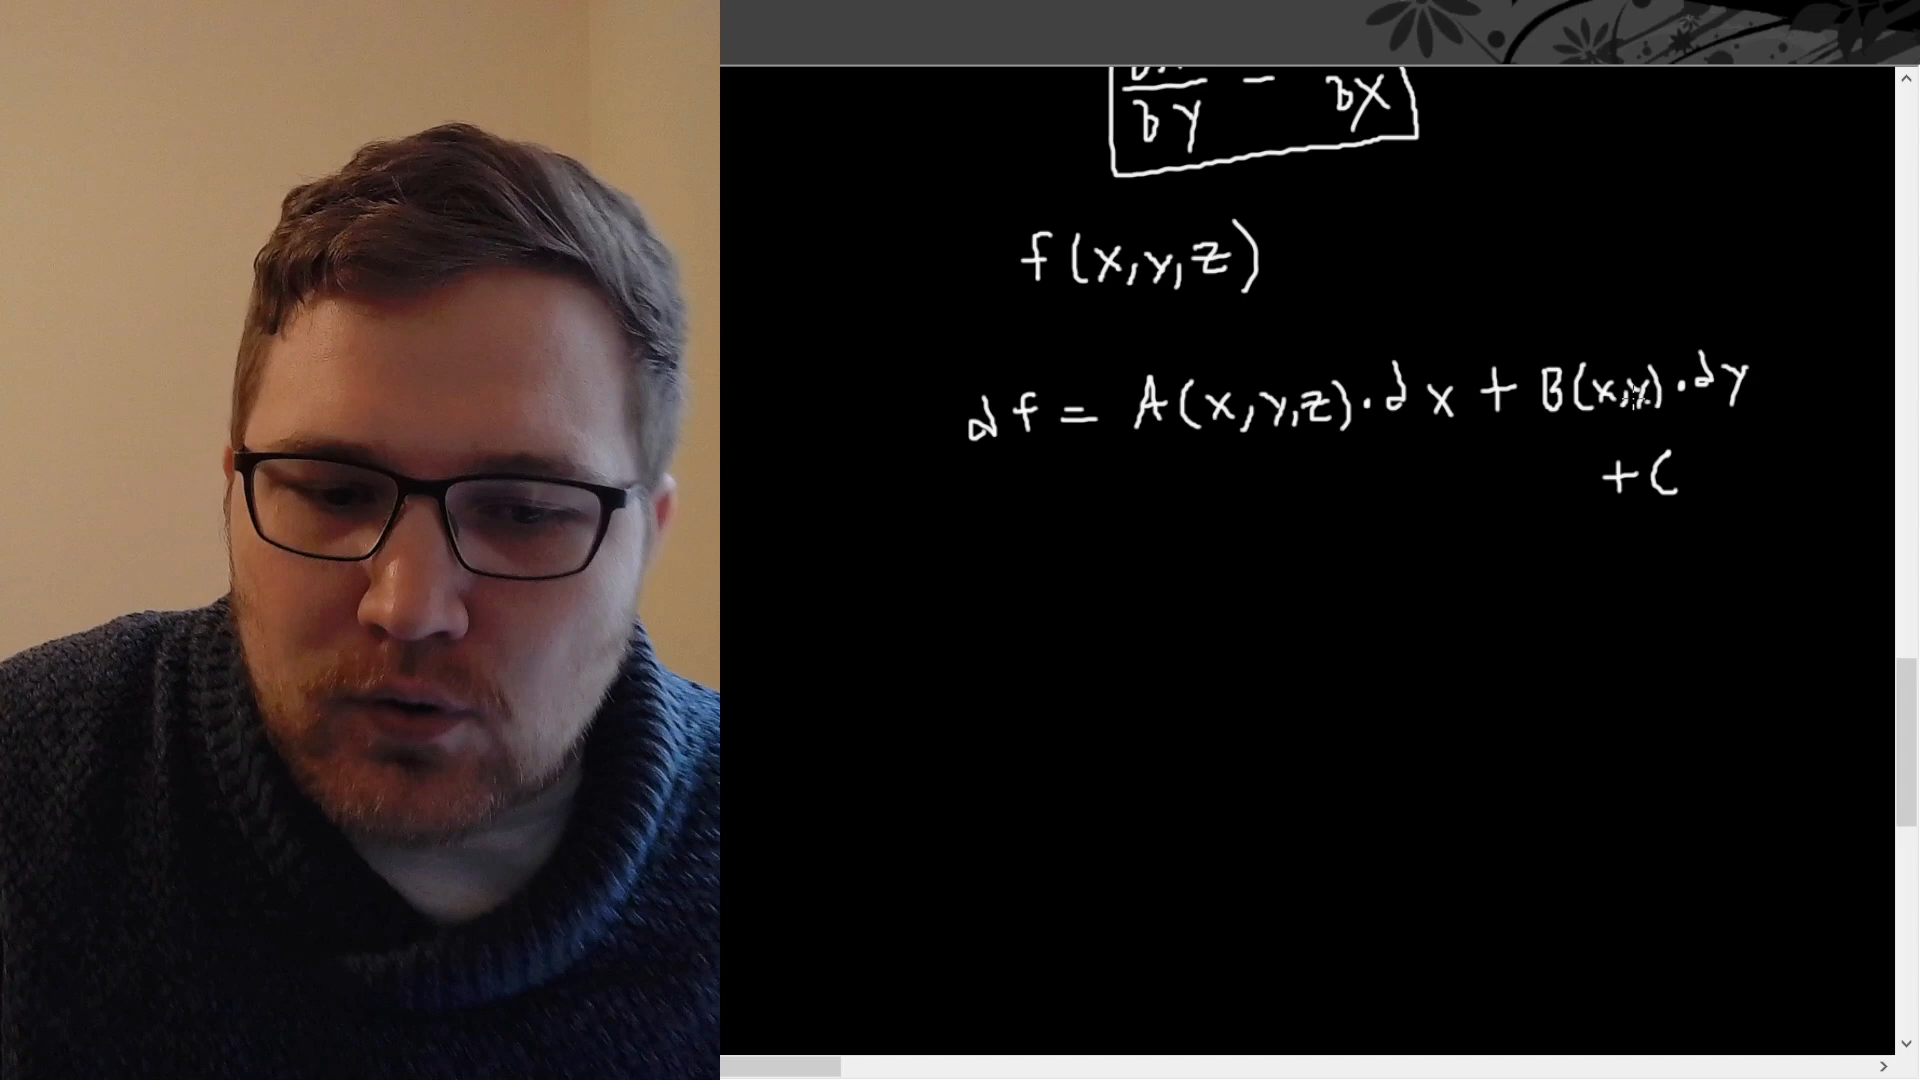 ∂y = ∂x
f(x,y,z)
df = A(x,y,z)·dx + B(x,y)·dy
+ C